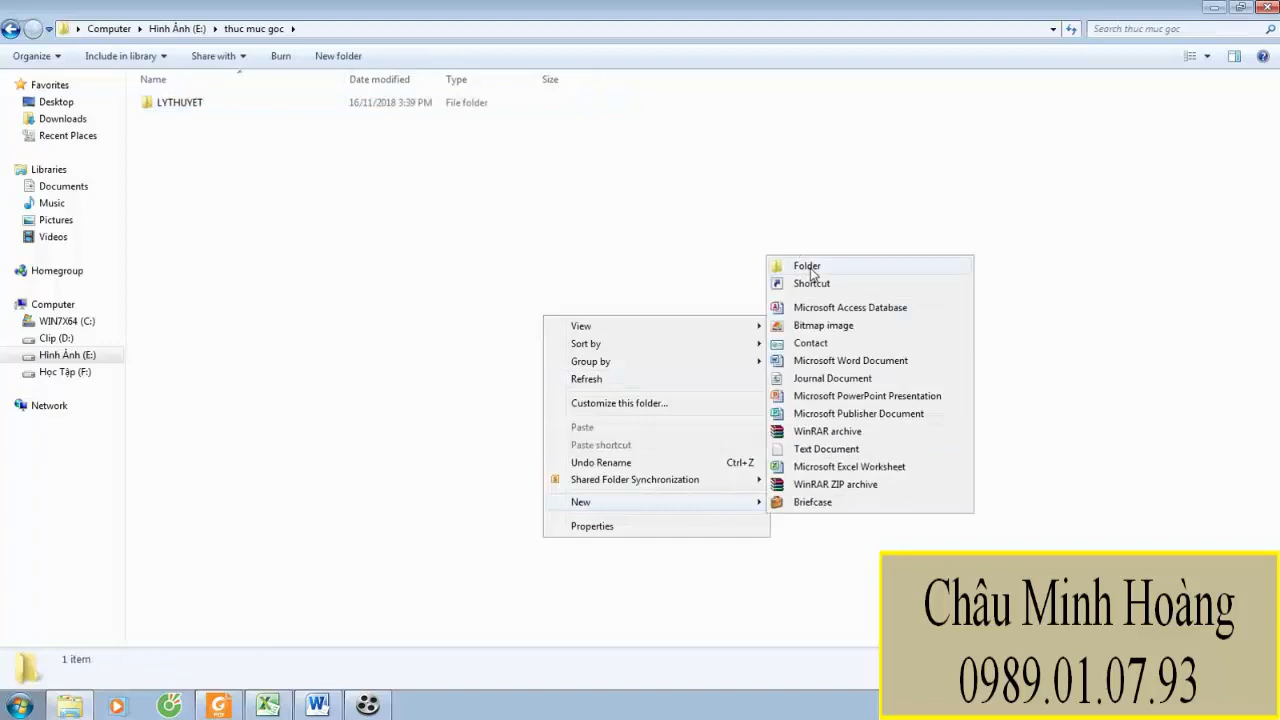 Computer
Hình Ảnh (E:)
thuc muc goc
Search thuc muc goc
Organize
Include in library
Share with
Burn
New folder
Name
Date modified
Type
Size
LYTHUYET
16/11/2018 3:39 PM
File folder
Favorites
Desktop
Downloads
Recent Places
Libraries
Documents
Music
Pictures
Videos
Homegroup
Computer
WIN7X64 (C:)
Clip (D:)
Hình Ảnh (E:)
Học Tập (F:)
Network
View
Sort by
Group by
Refresh
Customize this folder...
Paste
Paste shortcut
Undo Rename Ctrl+Z
Shared Folder Synchronization
New
Properties
Folder
Shortcut
Microsoft Access Database
Bitmap image
Contact
Microsoft Word Document
Journal Document
Microsoft PowerPoint Presentation
Microsoft Publisher Document
WinRAR archive
Text Document
Microsoft Excel Worksheet
WinRAR ZIP archive
Briefcase
1 item
Châu Minh Hoàng
0989.01.07.93